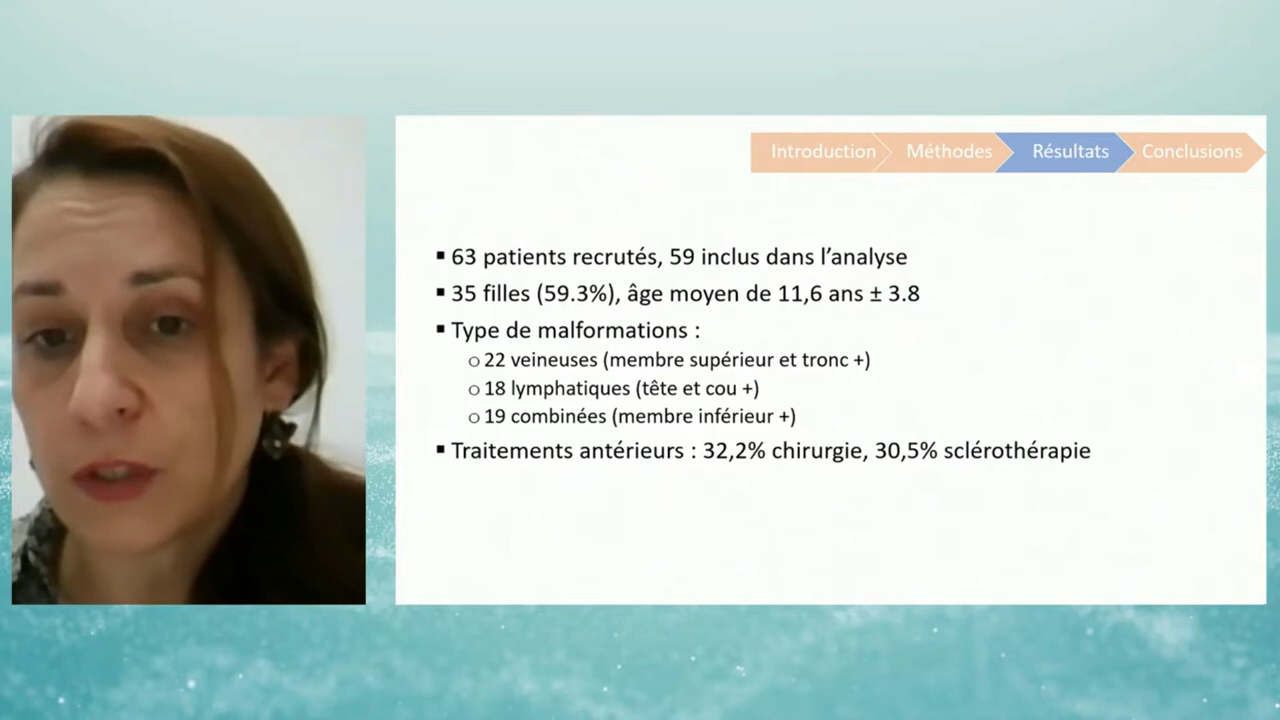 Introduction Méthodes Résultats Conclusions
▪ 63 patients recrutés, 59 inclus dans l’analyse
▪ 35 filles (59.3%), âge moyen de 11,6 ans ± 3.8
▪ Type de malformations :
o 22 veineuses (membre supérieur et tronc +)
o 18 lymphatiques (tête et cou +)
o 19 combinées (membre inférieur +)
▪ Traitements antérieurs : 32,2% chirurgie, 30,5% sclérothérapie